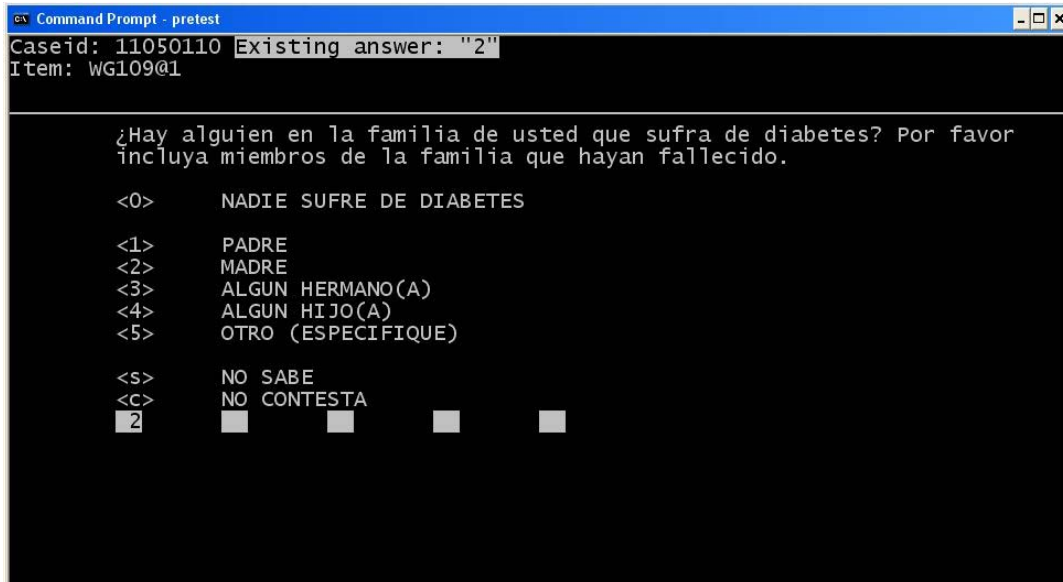 Command Prompt - pretest
Caseid: 11050110 Existing answer: "2"
Item: WG109@1
¿Hay alguien en la familia de usted que sufra de diabetes? Por favor
incluya miembros de la familia que hayan fallecido.
<0> NADIE SUFRE DE DIABETES
<1> PADRE
<2> MADRE
<3> ALGUN HERMANO(A)
<4> ALGUN HIJO(A)
<5> OTRO (ESPECIFIQUE)
<s> NO SABE
<c> NO CONTESTA
2